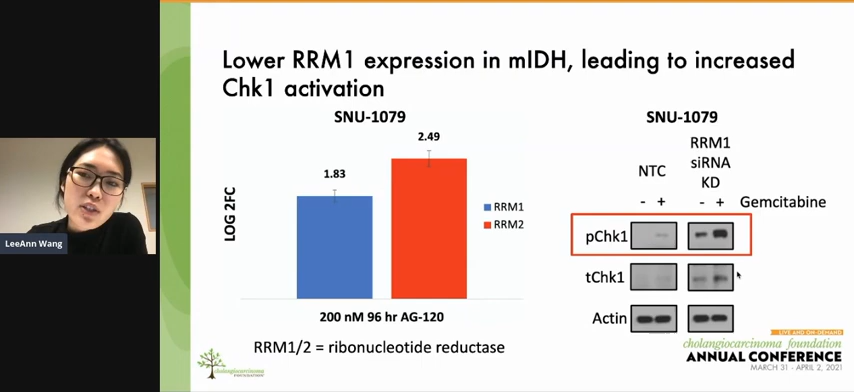 Lower RRM1 expression in mIDH, leading to increased
Chk1 activation
SNU-1079
2.49
1.83
LOG 2FC
RRM1
RRM2
200 nM 96 hr AG-120
RRM1/2 = ribonucleotide reductase
SNU-1079
NTC
RRM1
siRNA
KD
- + - + Gemcitabine
pChk1
tChk1
Actin
LeeAnn Wang
cholangiocarcinoma
FOUNDATION
LIVE AND ON-DEMAND
cholangiocarcinoma foundation
ANNUAL CONFERENCE
MARCH 31 - APRIL 2, 2021